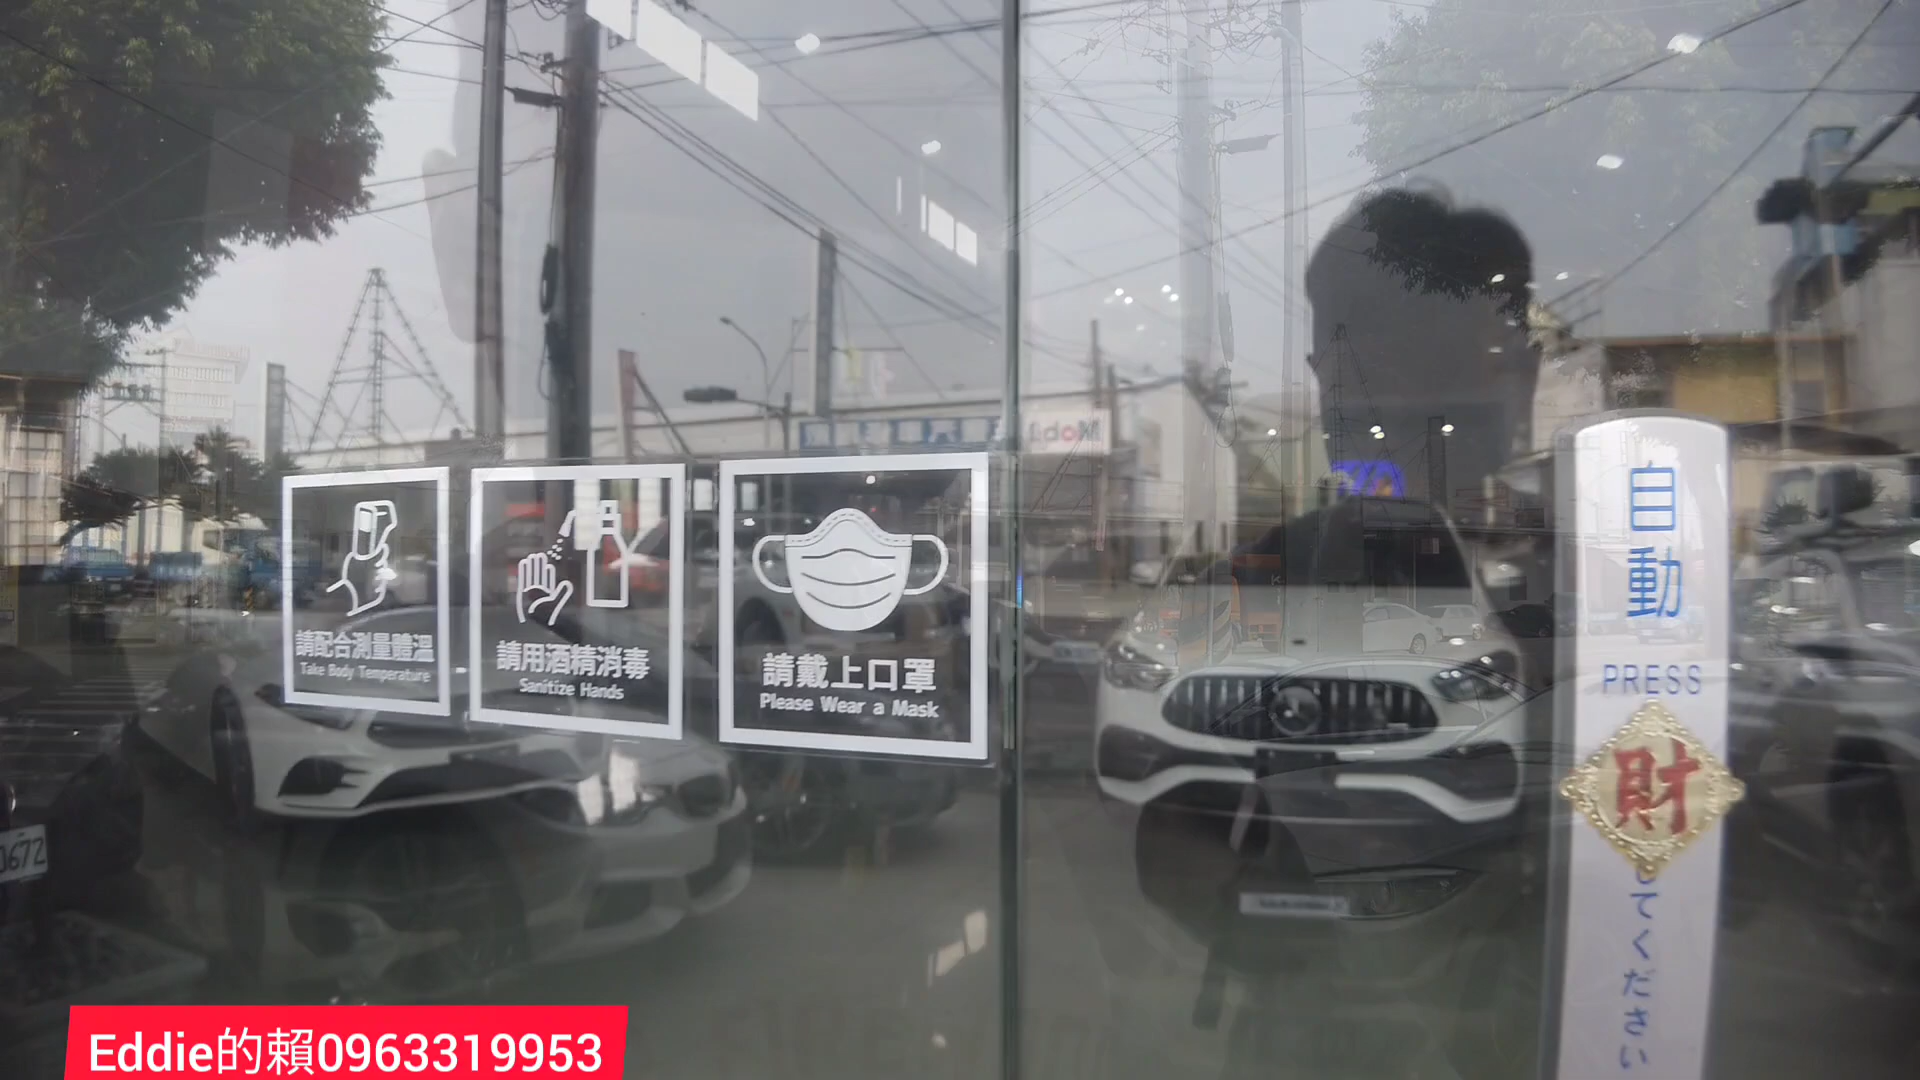 請配合測量體溫
Take Body Temperature
請用酒精消毒
Sanitize Hands
請戴上口罩
Please Wear a Mask
自動
PRESS
財
してください
0672
Eddie的賴0963319953